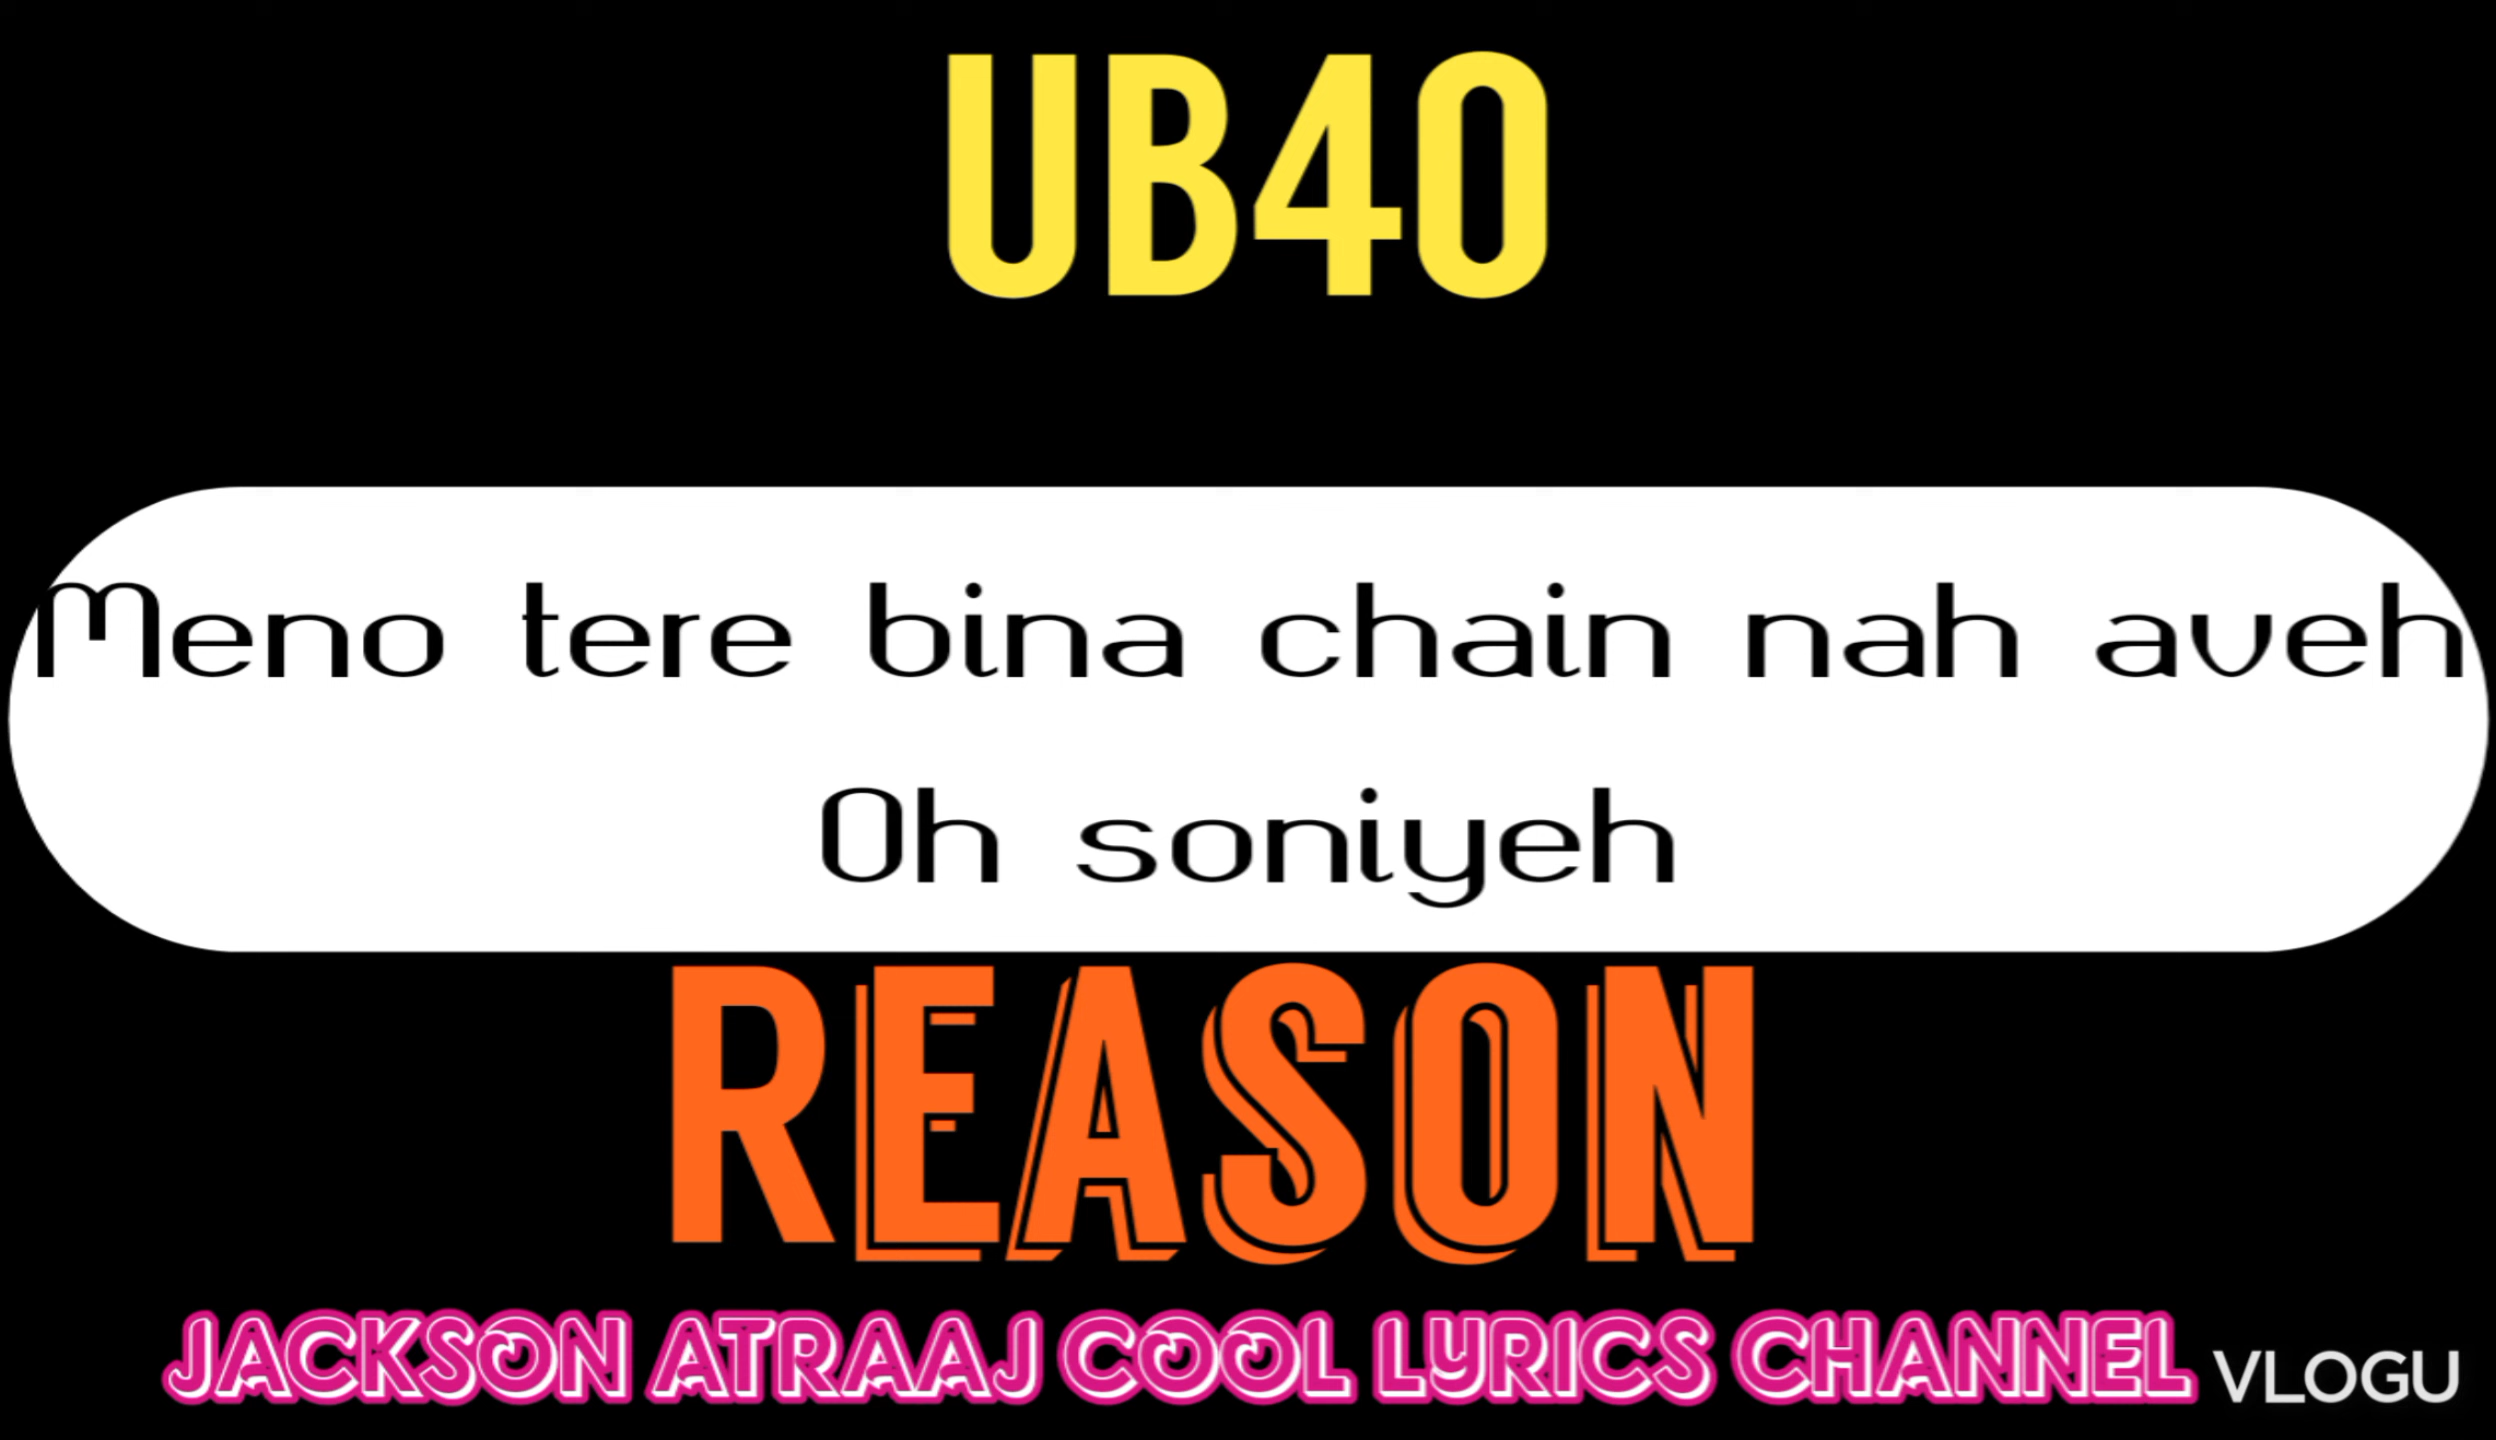 UB40
Meno tere bina chain nah aveh
Oh soniyeh
REASON
JACKSON ATRAAJ COOL LYRICS CHANNEL
VLOGU